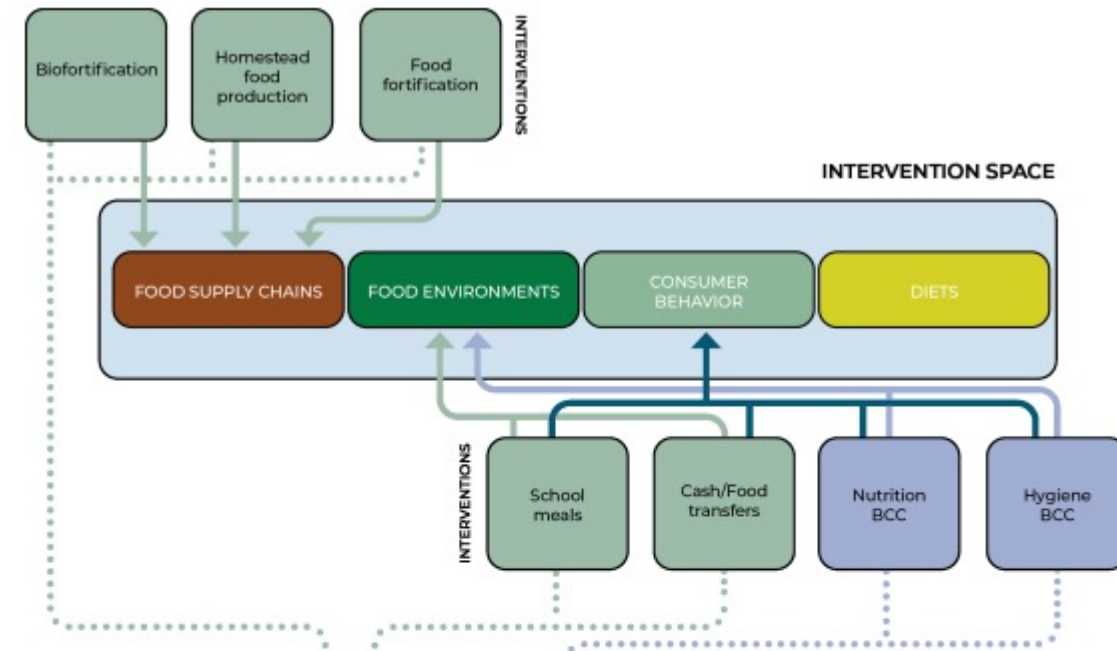 Biofortification
Homestead
food
production
Food
fortification
INTERVENTIONS
INTERVENTION SPACE
FOOD SUPPLY CHAINS
FOOD ENVIRONMENTS
CONSUMER
BEHAVIOR
DIETS
INTERVENTIONS
School
meals
Cash/Food
transfers
Nutrition
BCC
Hygiene
BCC